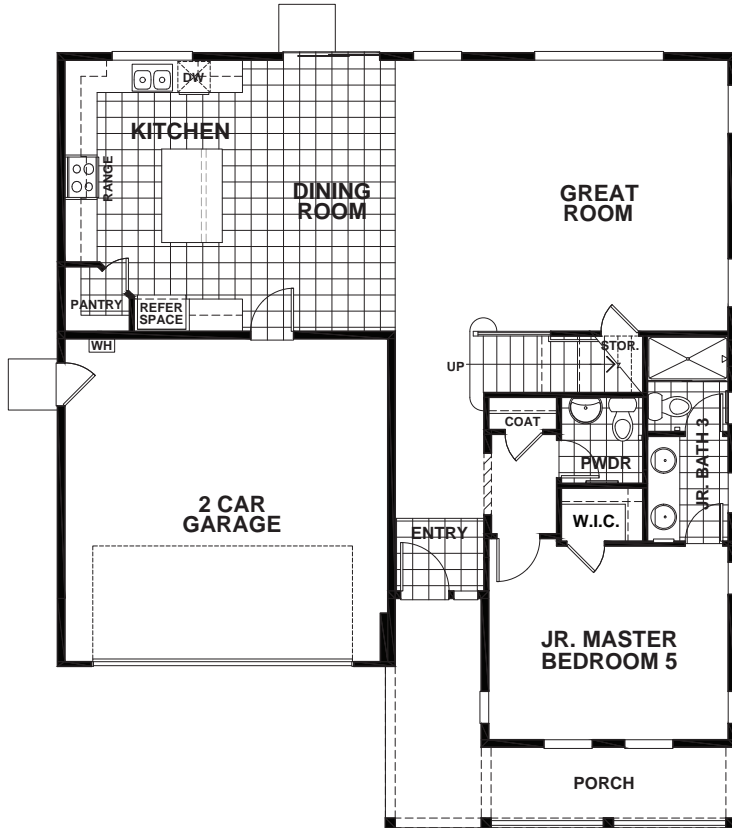 DW
KITCHEN
RANGE
DINING
ROOM
GREAT
ROOM
PANTRY
REFER
SPACE
WH
UP
STOR.
COAT
PWDR
JR. BATH 3
2 CAR
GARAGE
ENTRY
W.I.C.
JR. MASTER
BEDROOM 5
PORCH